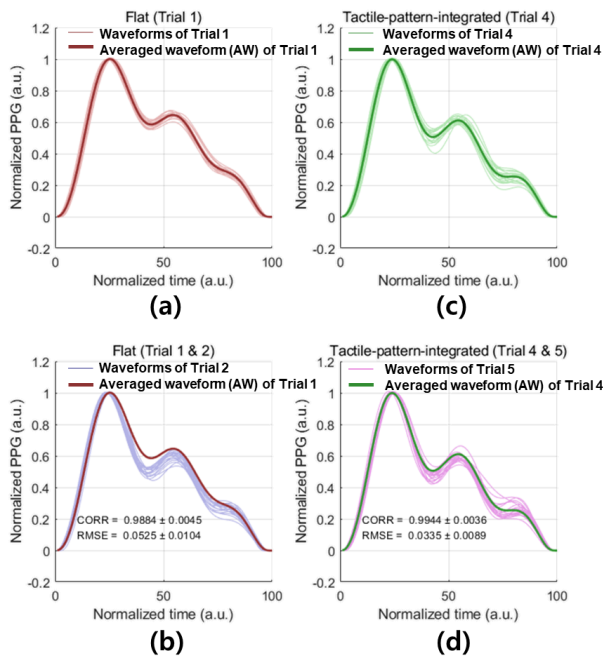 Flat (Trial 1)
Waveforms of Trial 1
Averaged waveform (AW) of Trial 1
Normalized PPG (a.u.)
1.2
1
0.8
0.6
0.4
0.2
0
-0.2
0
50
100
Normalized time (a.u.)
(a)
Tactile-pattern-integrated (Trial 4)
Waveforms of Trial 4
Averaged waveform (AW) of Trial 4
Normalized PPG (a.u.)
1.2
1
0.8
0.6
0.4
0.2
0
-0.2
0
50
100
Normalized time (a.u.)
(c)
Flat (Trial 1 & 2)
Waveforms of Trial 2
Averaged waveform (AW) of Trial 1
Normalized PPG (a.u.)
1.2
1
0.8
0.6
0.4
0.2
0
-0.2
CORR = 0.9884 ± 0.0045
RMSE = 0.0525 ± 0.0104
0
50
100
Normalized time (a.u.)
(b)
Tactile-pattern-integrated (Trial 4 & 5)
Waveforms of Trial 5
Averaged waveform (AW) of Trial 4
Normalized PPG (a.u.)
1.2
1
0.8
0.6
0.4
0.2
0
-0.2
CORR = 0.9944 ± 0.0036
RMSE = 0.0335 ± 0.0089
0
50
100
Normalized time (a.u.)
(d)